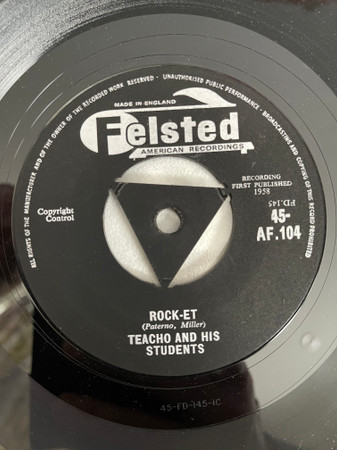 ALL RIGHTS OF THE MANUFACTURER AND OF THE OWNER OF THE RECORDED WORK RESERVED · UNAUTHORISED PUBLIC PERFORMANCE · BROADCASTING AND COPYING OF THIS RECORD PROHIBITED
MADE IN ENGLAND
Felsted
AMERICAN RECORDINGS
RECORDING
FIRST PUBLISHED
1958
FD.145
Copyright
Control
45-
AF.104
ROCK-ET
(Paterno, Miller)
TEACHO AND HIS
STUDENTS
45-FD-145-1C